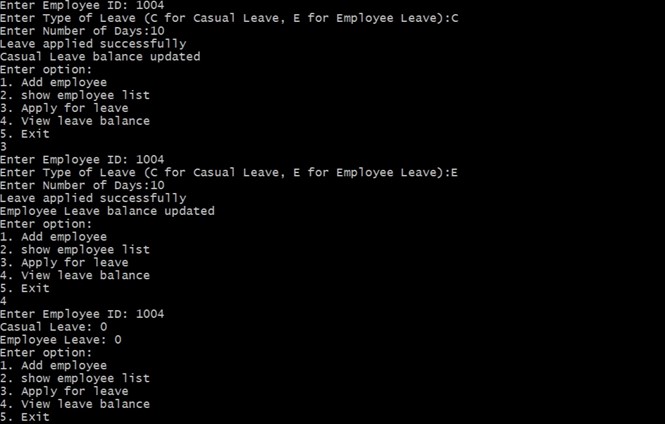 Enter Employee ID: 1004
Enter Type of Leave (C for Casual Leave, E for Employee Leave):C
Enter Number of Days:10
Leave applied successfully
Casual Leave balance updated
Enter option:
1. Add employee
2. show employee list
3. Apply for leave
4. View leave balance
5. Exit
3
Enter Employee ID: 1004
Enter Type of Leave (C for Casual Leave, E for Employee Leave):E
Enter Number of Days:10
Leave applied successfully
Employee Leave balance updated
Enter option:
1. Add employee
2. show employee list
3. Apply for leave
4. View leave balance
5. Exit
4
Enter Employee ID: 1004
Casual Leave: 0
Employee Leave: 0
Enter option:
1. Add employee
2. show employee list
3. Apply for leave
4. View leave balance
5. Exit